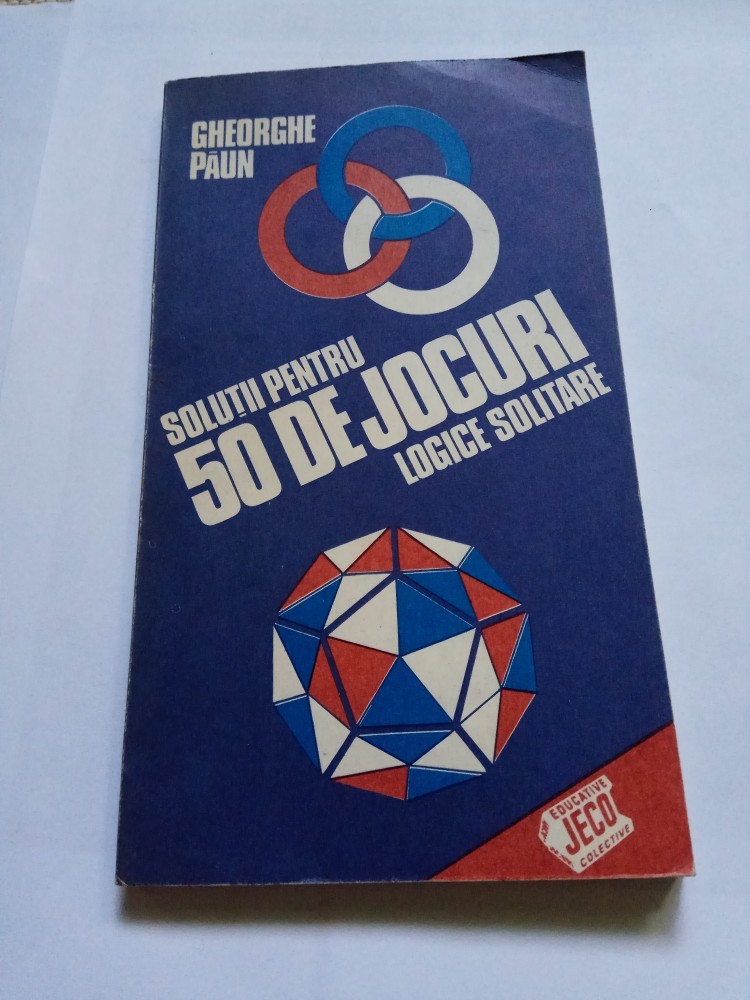 GHEORGHE
PĂUN
SOLUȚII PENTRU
50 DE JOCURI
LOGICE SOLITARE
EDUCATIVE
JECO
COLECTIVE